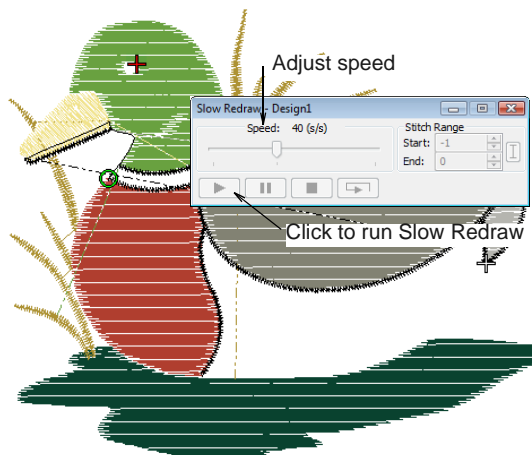 Adjust speed
Slow Redraw - Design1
Speed: 40 (s/s)
Stitch Range
Start: -1
End: 0
Click to run Slow Redraw